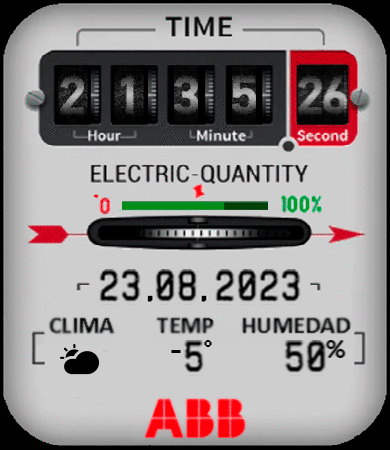 TIME
2 1 3 5 26
Hour Minute Second
ELECTRIC-QUANTITY
0 100%
23.08.2023
CLIMA TEMP HUMEDAD
-5° 50%
ABB